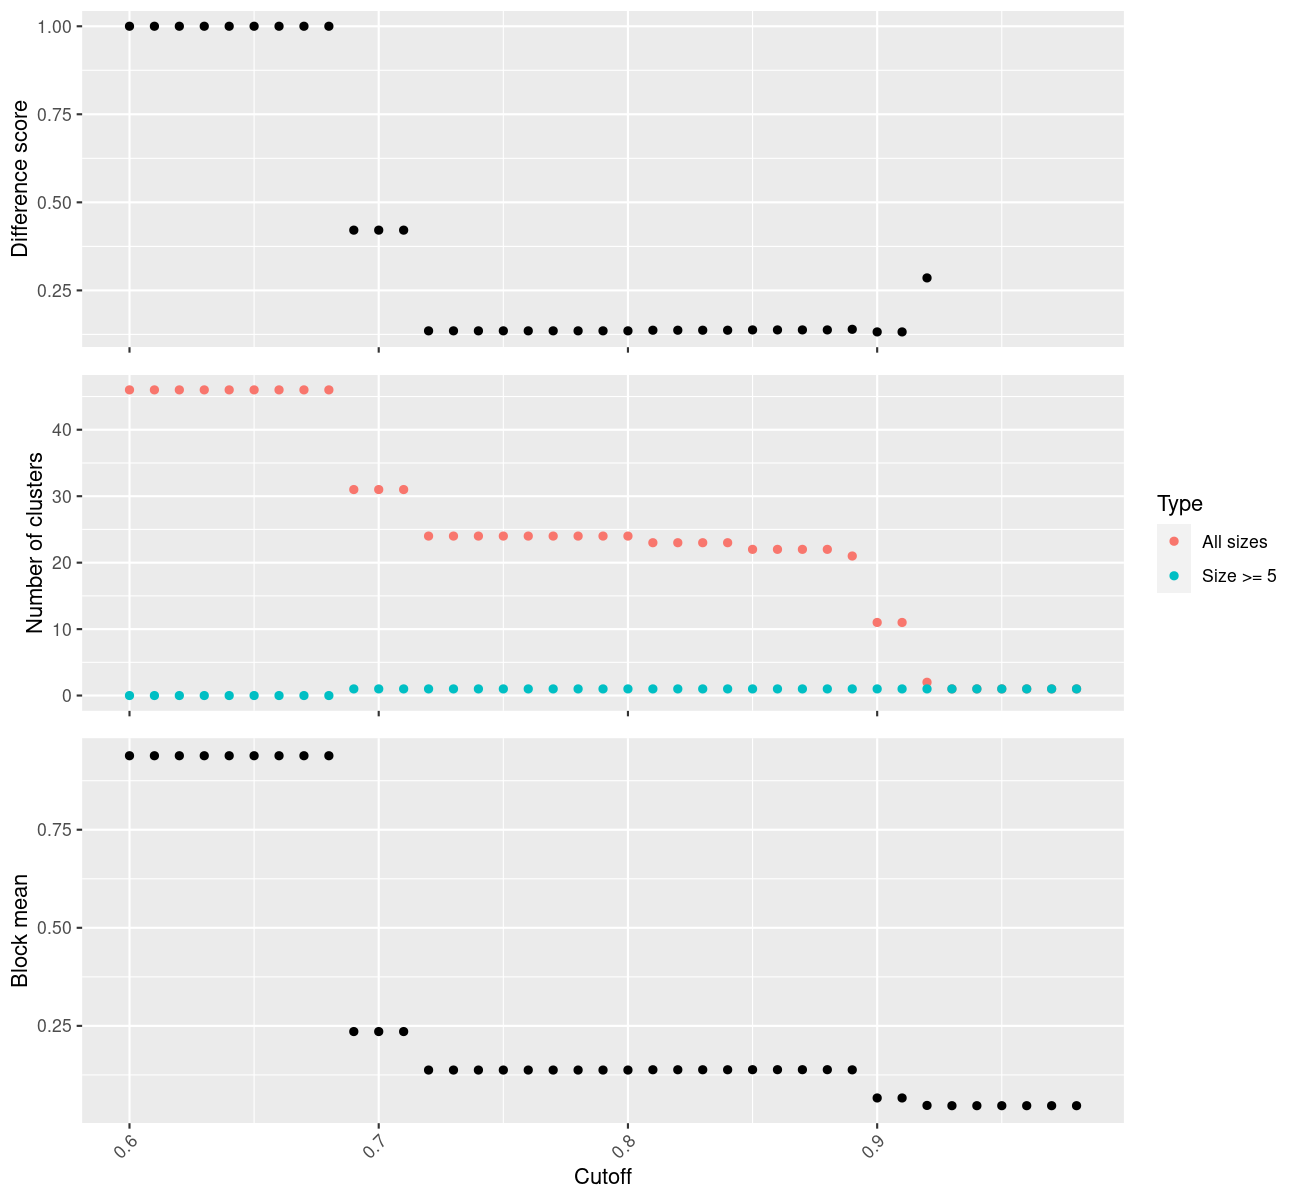 1.00
0.75
0.50
0.25
Difference score
40
30
20
10
0
Number of clusters
Type
All sizes
Size >= 5
0.75
0.50
0.25
Block mean
0.6
0.7
0.8
0.9
Cutoff